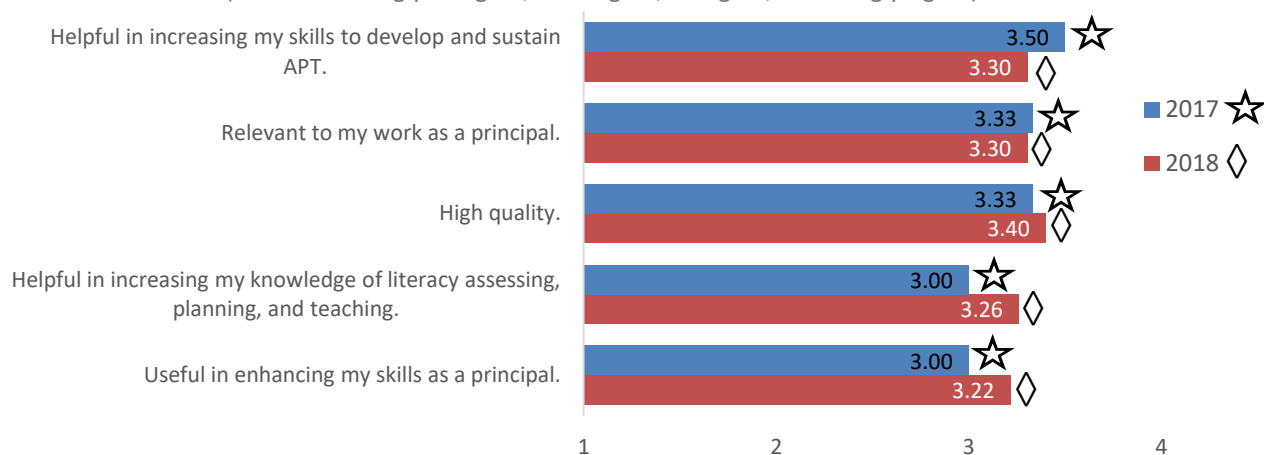 Helpful in increasing my skills to develop and sustain
APT.
3.50
3.30
Relevant to my work as a principal.
3.33
3.30
High quality.
3.33
3.40
Helpful in increasing my knowledge of literacy assessing,
planning, and teaching.
3.00
3.26
Useful in enhancing my skills as a principal.
3.00
3.22
1 2 3 4
2017
2018